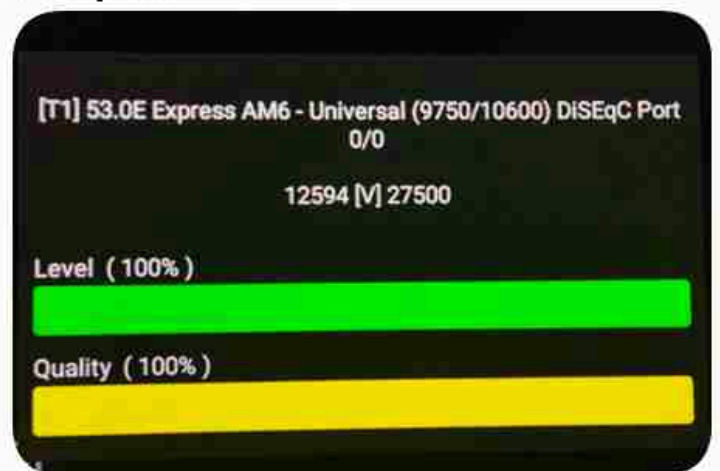 [T1] 53.0E Express AM6 - Universal (9750/10600) DiSEqC Port
0/0
12594 [V] 27500
Level ( 100% )
Quality ( 100% )